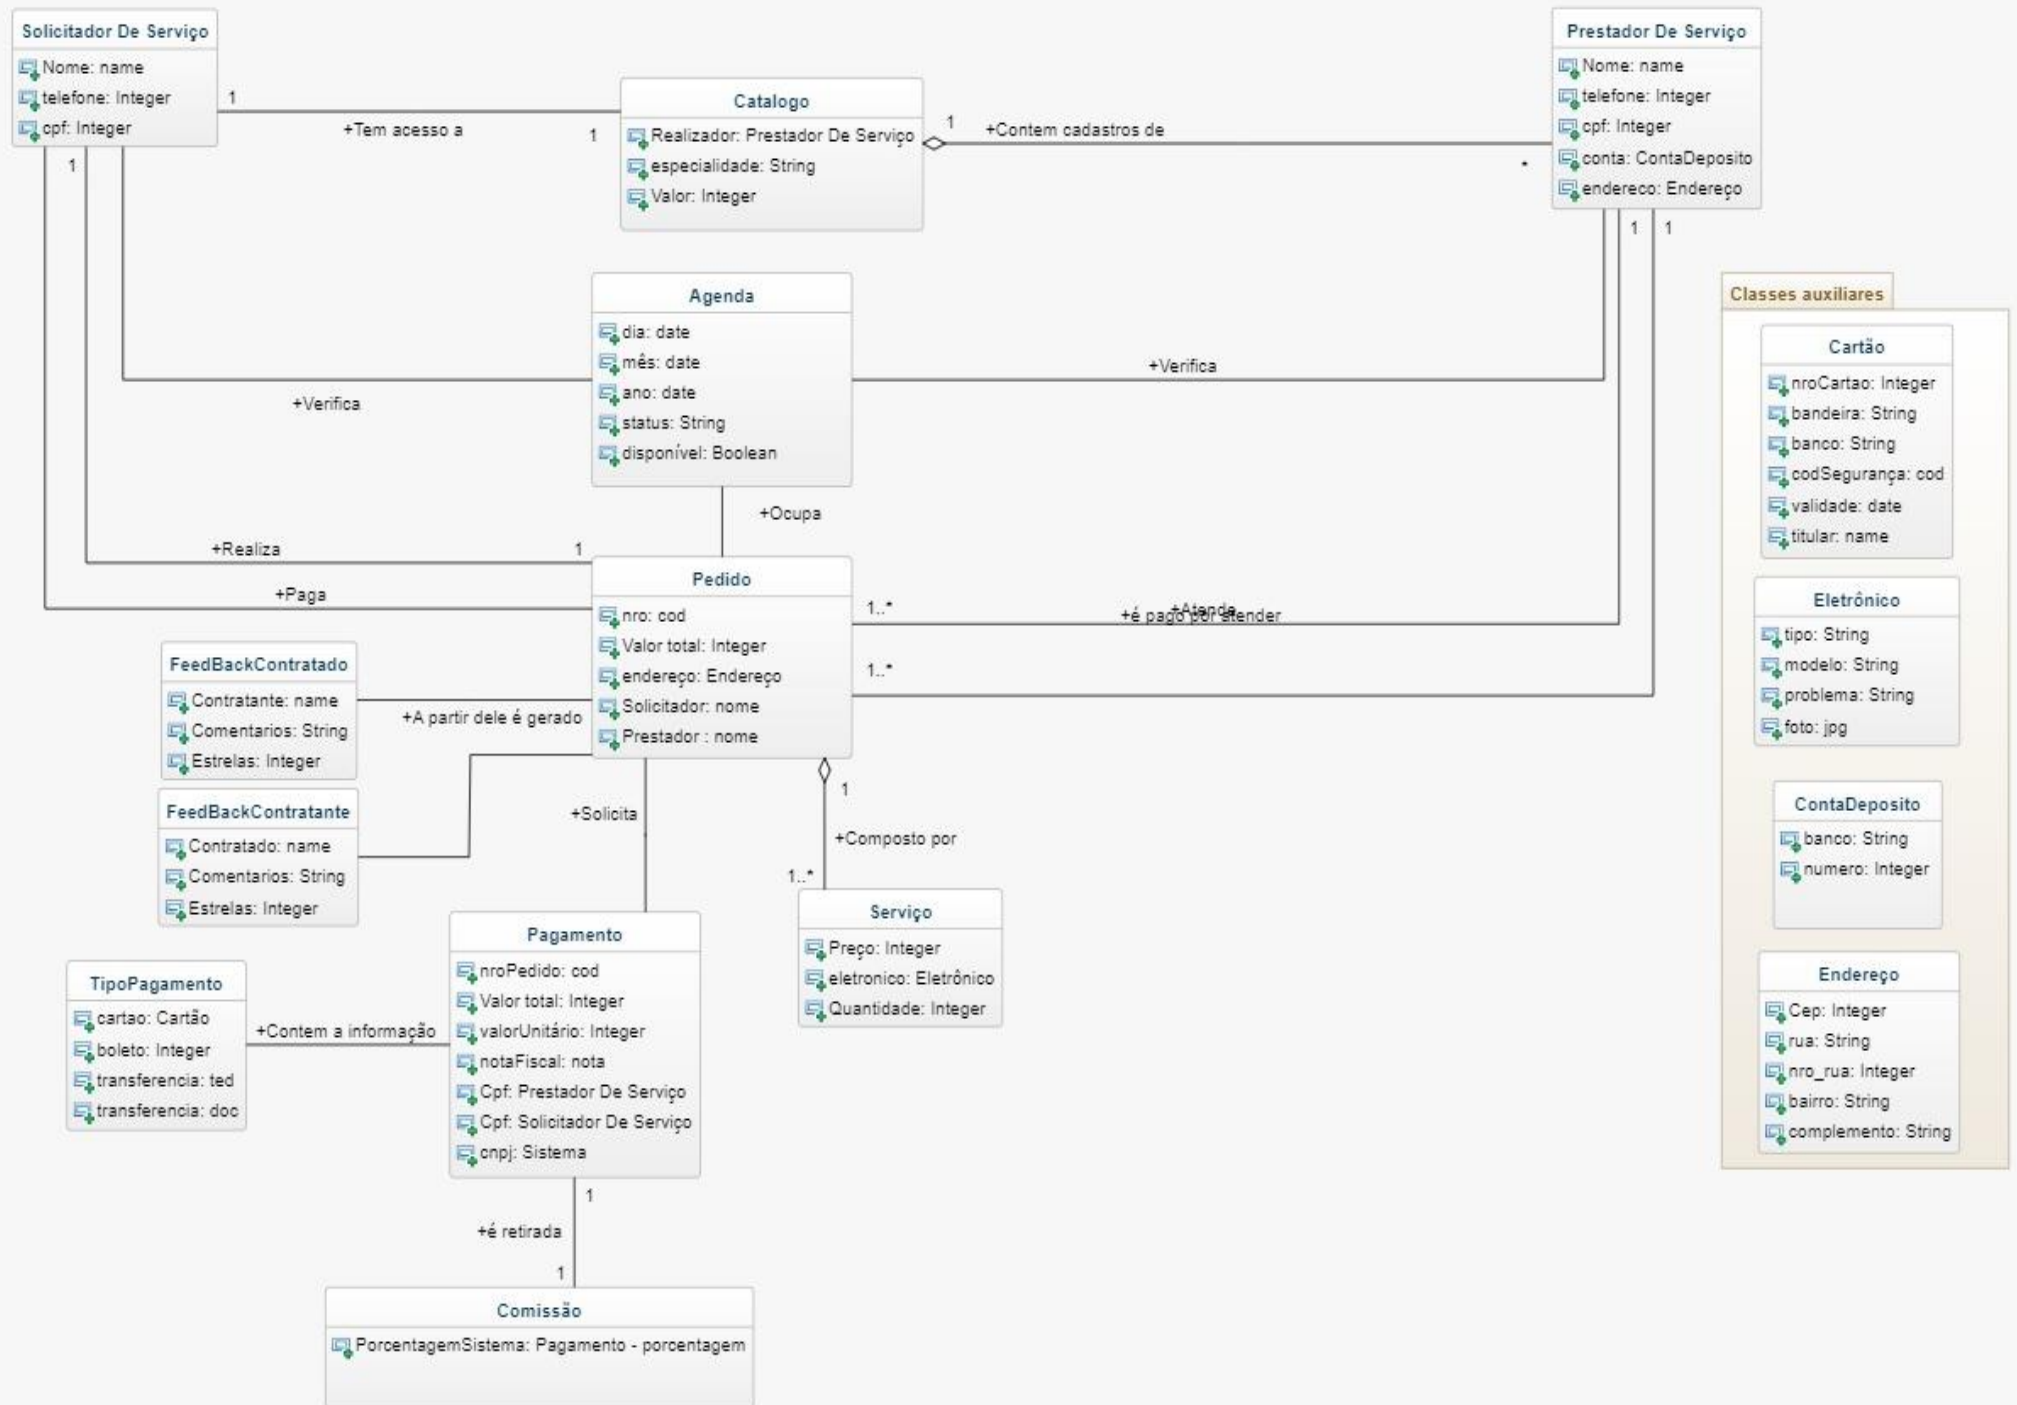 Solicitador De Serviço
Nome: name
telefone: Integer
cpf: Integer
1
+Tem acesso a
1
Catalogo
Realizador: Prestador De Serviço
especialidade: String
Valor: Integer
1
+Contem cadastros de
*
Prestador De Serviço
Nome: name
telefone: Integer
cpf: Integer
conta: ContaDeposito
endereco: Endereço
1
1
1
Agenda
dia: date
mês: date
ano: date
status: String
disponível: Boolean
+Verifica
+Verifica
+Ocupa
+Realiza
1
+Paga
Pedido
nro: cod
Valor total: Integer
endereço: Endereço
Solicitador: nome
Prestador : nome
1..*
+Atende
+é pago por atender
1..*
FeedBackContratado
Contratante: name
Comentarios: String
Estrelas: Integer
+A partir dele é gerado
FeedBackContratante
Contratado: name
Comentarios: String
Estrelas: Integer
+Solicita
1
+Composto por
1..*
Serviço
Preço: Integer
eletronico: Eletrônico
Quantidade: Integer
Pagamento
nroPedido: cod
Valor total: Integer
valorUnitário: Integer
notaFiscal: nota
Cpf: Prestador De Serviço
Cpf: Solicitador De Serviço
cnpj: Sistema
TipoPagamento
cartao: Cartão
boleto: Integer
transferencia: ted
transferencia: doc
+Contem a informação
1
+é retirada
1
Comissão
PorcentagemSistema: Pagamento - porcentagem
Classes auxiliares
Cartão
nroCartao: Integer
bandeira: String
banco: String
codSegurança: cod
validade: date
titular: name
Eletrônico
tipo: String
modelo: String
problema: String
foto: jpg
ContaDeposito
banco: String
numero: Integer
Endereço
Cep: Integer
rua: String
nro_rua: Integer
bairro: String
complemento: String